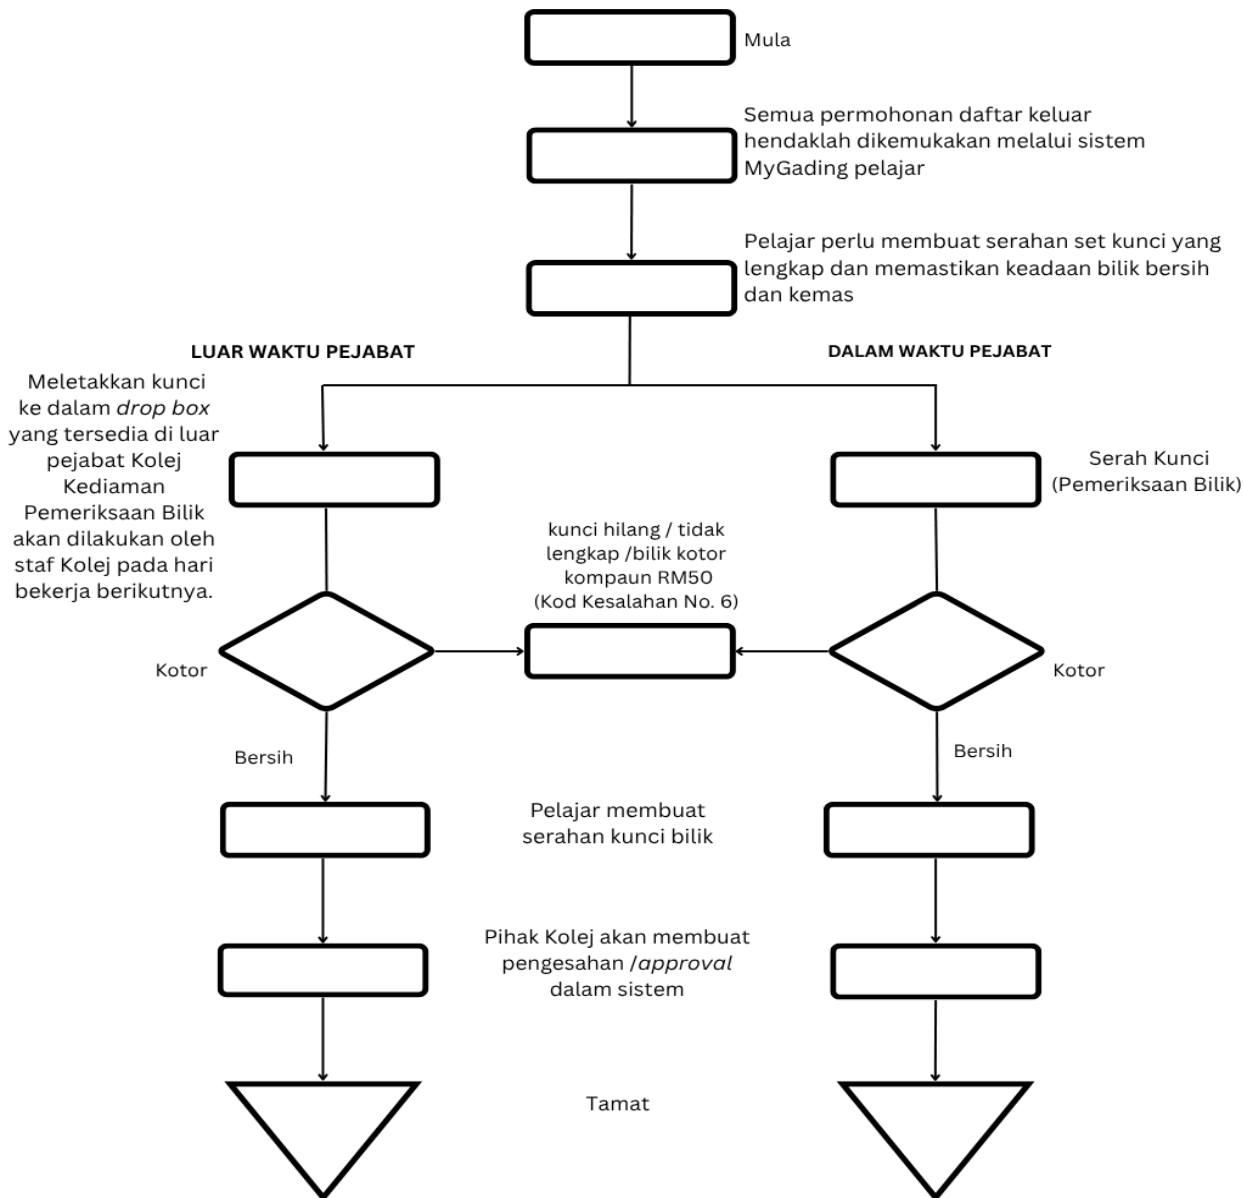 Mula
Semua permohonan daftar keluar
hendaklah dikemukakan melalui sistem
MyGading pelajar
Pelajar perlu membuat serahan set kunci yang
lengkap dan memastikan keadaan bilik bersih
dan kemas
LUAR WAKTU PEJABAT
DALAM WAKTU PEJABAT
Meletakkan kunci
ke dalam drop box
yang tersedia di luar
pejabat Kolej
Kediaman
Pemeriksaan Bilik
akan dilakukan oleh
staf Kolej pada hari
bekerja berikutnya.
Serah Kunci
(Pemeriksaan Bilik)
kunci hilang / tidak
lengkap /bilik kotor
kompaun RM50
(Kod Kesalahan No. 6)
Kotor
Kotor
Bersih
Bersih
Pelajar membuat
serahan kunci bilik
Pihak Kolej akan membuat
pengesahan /approval
dalam sistem
Tamat